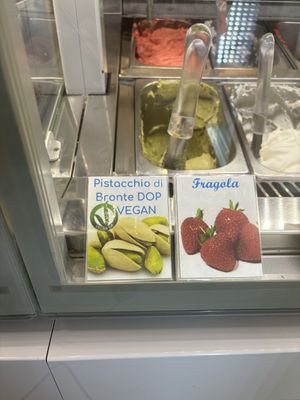 Pistacchio di
Bronte DOP
VEGAN
Fragola